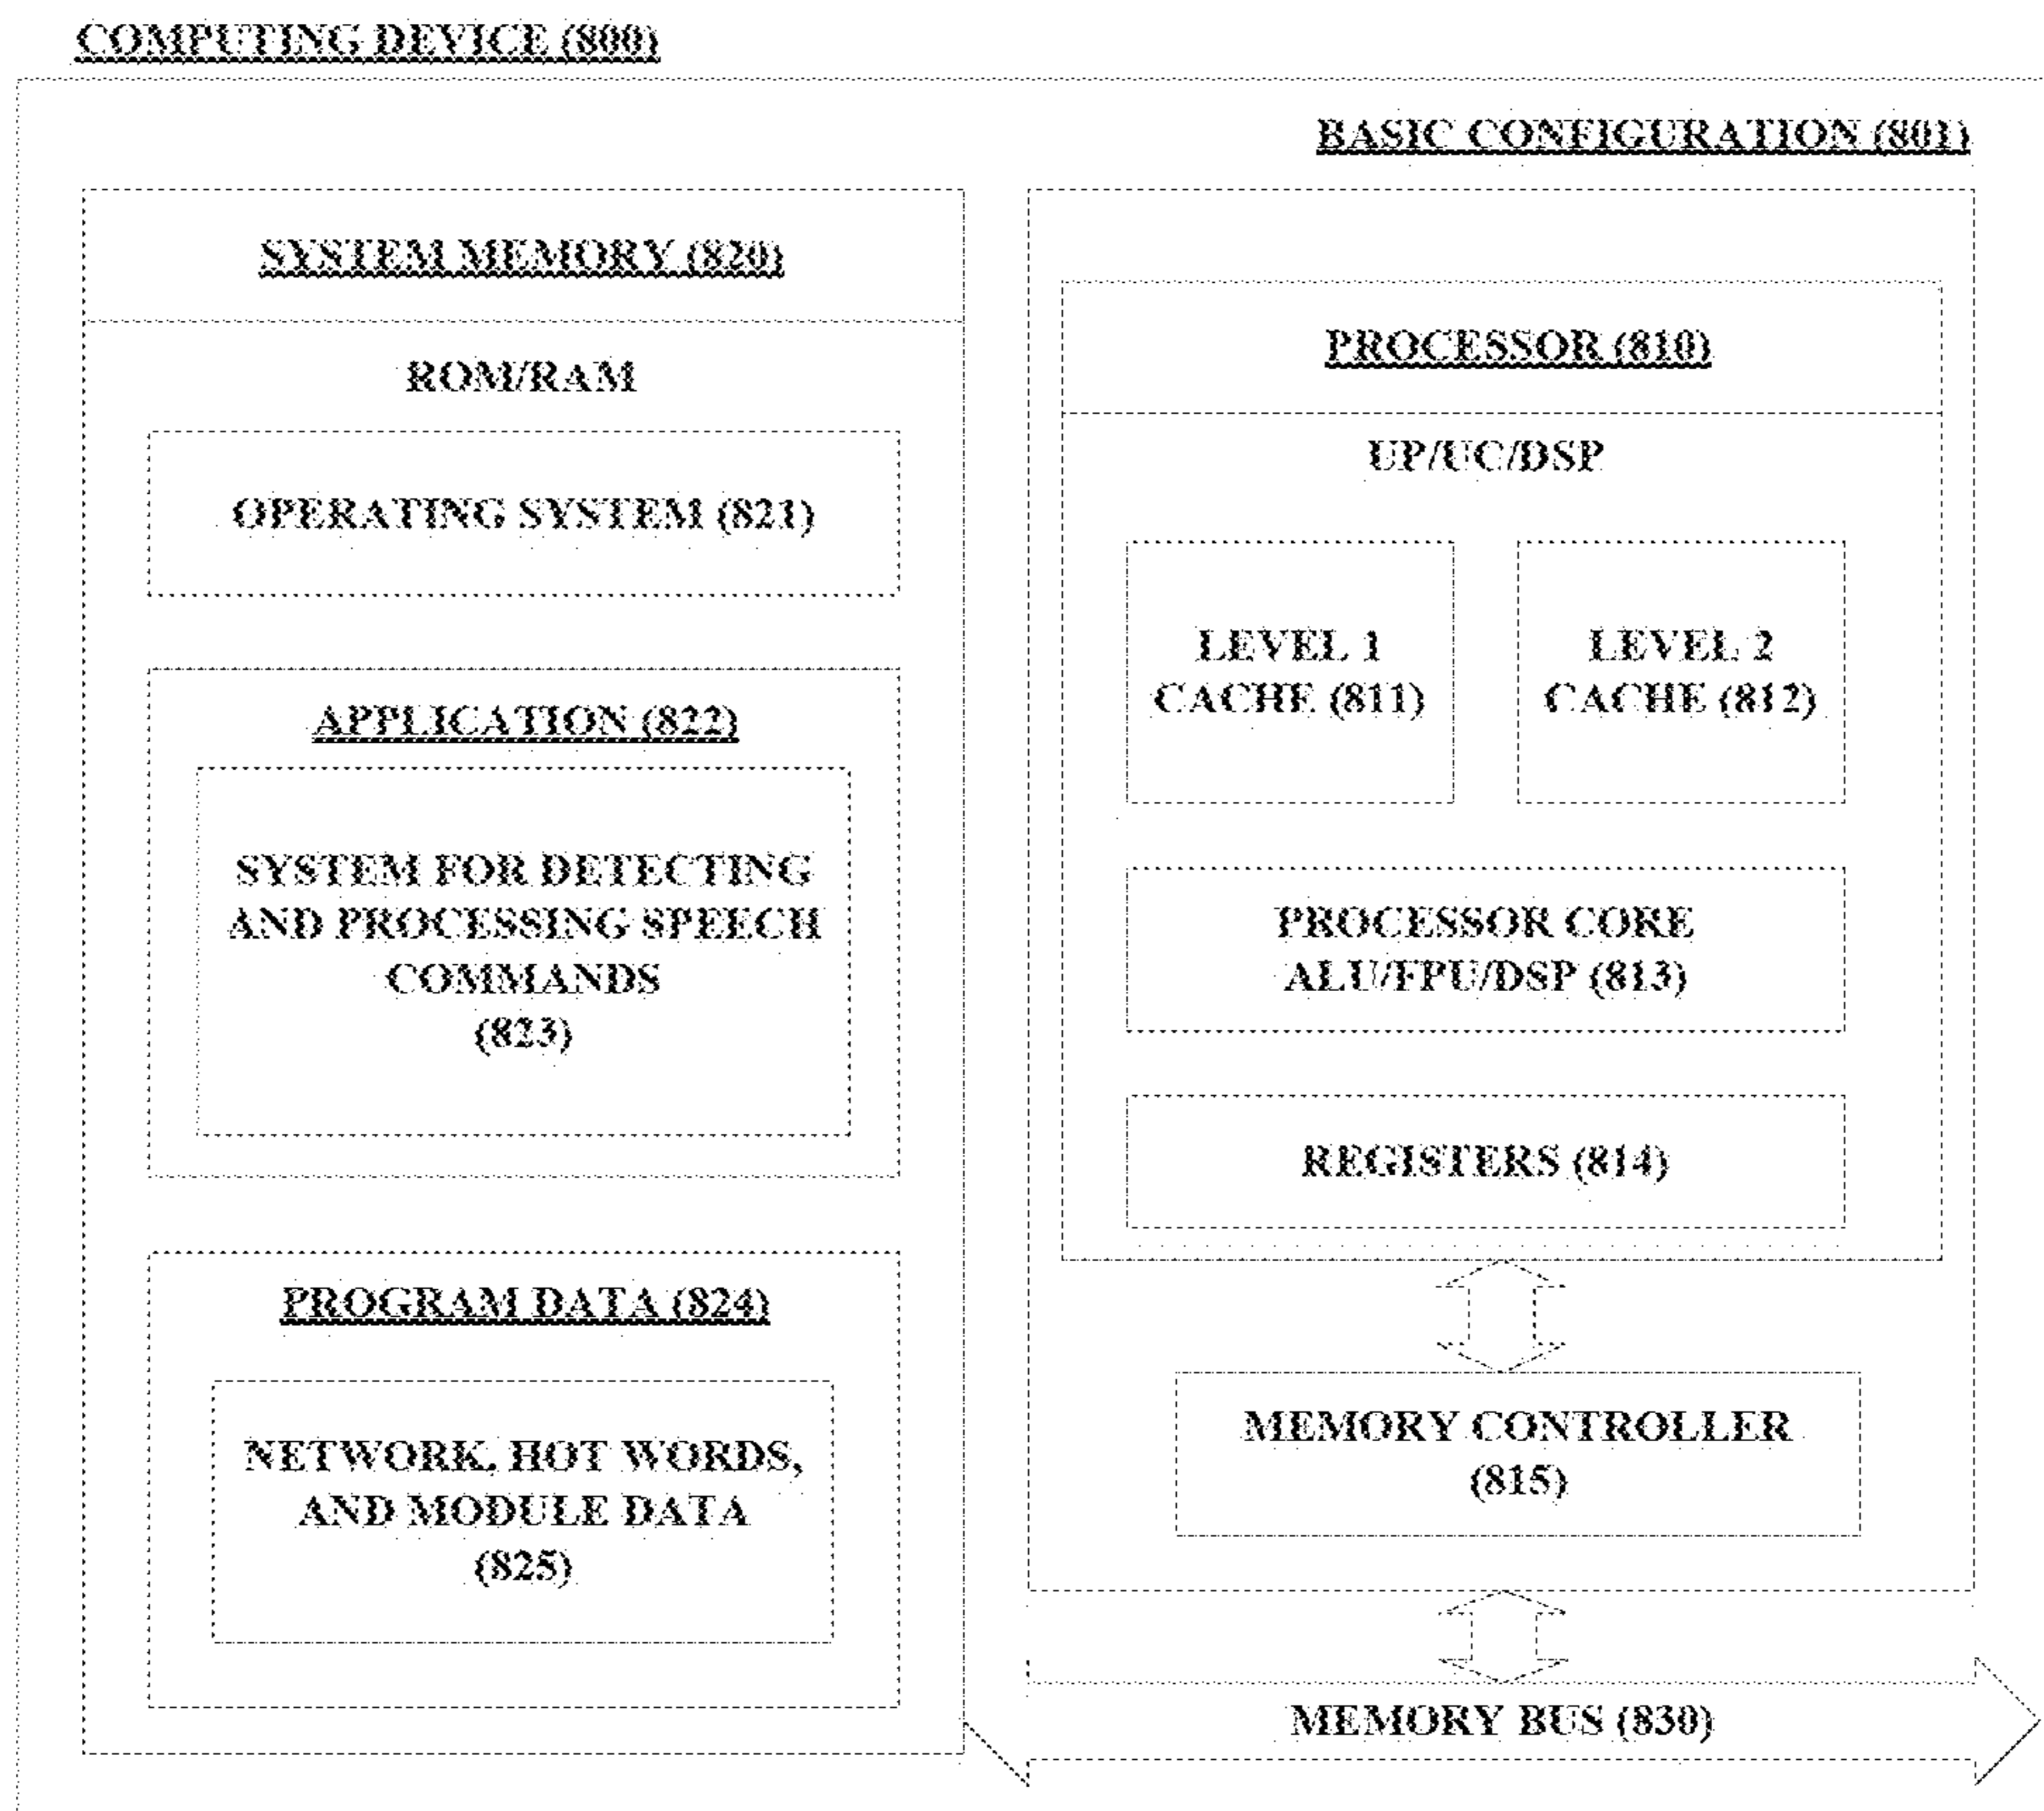 COMPUTING DEVICE (800)
BASIC CONFIGURATION (801)
SYSTEM MEMORY (820)
ROM/RAM
OPERATING SYSTEM (821)
APPLICATION (822)
SYSTEM FOR DETECTING
AND PROCESSING SPEECH
COMMANDS
(823)
PROGRAM DATA (824)
NETWORK, HOT WORDS,
AND MODULE DATA
(825)
PROCESSOR (810)
UP/UC/DSP
LEVEL 1
CACHE (811)
LEVEL 2
CACHE (812)
PROCESSOR CORE
ALU/FPU/DSP (813)
REGISTERS (814)
MEMORY CONTROLLER
(815)
MEMORY BUS (830)